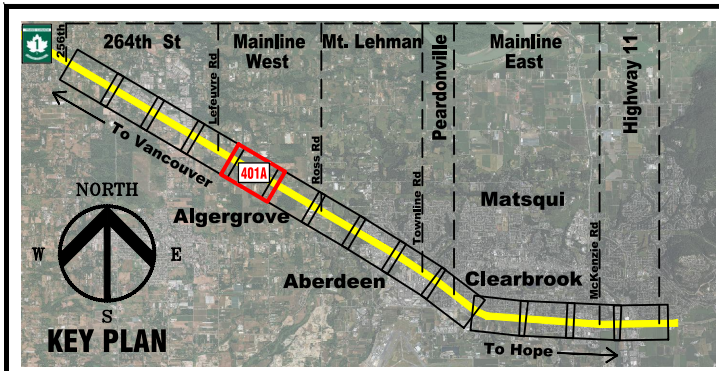 1
256th
264th St
Mainline
West
Mt. Lehman
Peardonville
Mainline
East
Highway 11
Lefeuvre Rd
Ross Rd
Townline Rd
McKenzie Rd
To Vancouver
401A
NORTH
W
E
S
Algergrove
Matsqui
Aberdeen
Clearbrook
KEY PLAN
To Hope